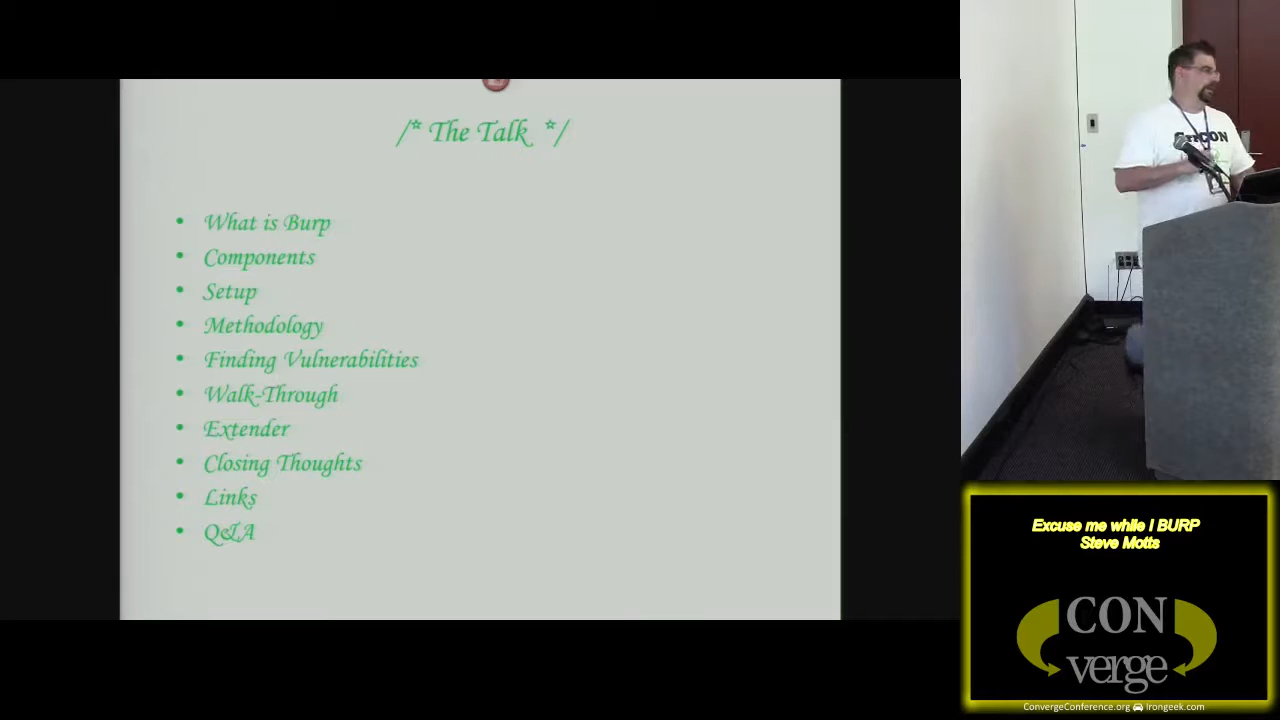 /* The Talk */
• What is Burp
• Components
• Setup
• Methodology
• Finding Vulnerabilities
• Walk-Through
• Extender
• Closing Thoughts
• Links
• Q&A
Excuse me while I BURP
Steve Motts
CON
verge
ConvergeConference.org Irongeek.com